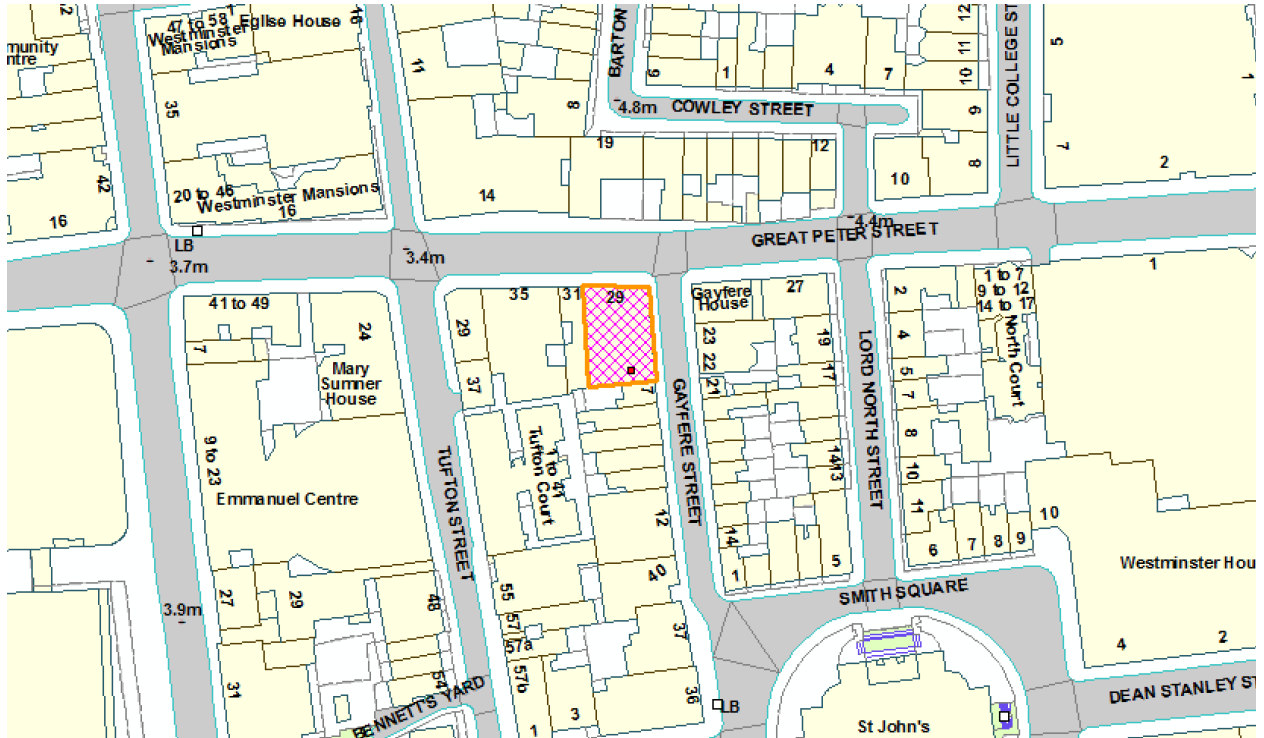 47 to 58
1
Eglise House
Westminster
Mansions
16
12
munity
ntre
35
11
42
20 to 46
Westminster Mansions
16
16
14
8
BARTON
6
1
4
7
12
11
10
9
8
4.8m
COWLEY STREET
19
12
10
LITTLE COLLEGE ST
5
7
2
1
LB
3.7m
3.4m
4.4m
GREAT PETER STREET
41 to 49
7
24
Mary
Sumner
House
9 to 23
Emmanuel Centre
29
37
35
31
29
7
1 to 41
Tufton Court
TUFTON STREET
GAYFERE STREET
Gayfere
House
27
23
22
21
19
17
14
13
14
1
5
12
40
37
36
LORD NORTH STREET
2
4
5
7
8
10
11
6
7
8
9
1 to 7
9 to 12
14 to 17
North Court
1
10
Westminster Hou
4
2
SMITH SQUARE
DEAN STANLEY ST
St John's
LB
3.9m
27
29
31
48
54
BENNETT'S YARD
55
57
57a
57b
1
3